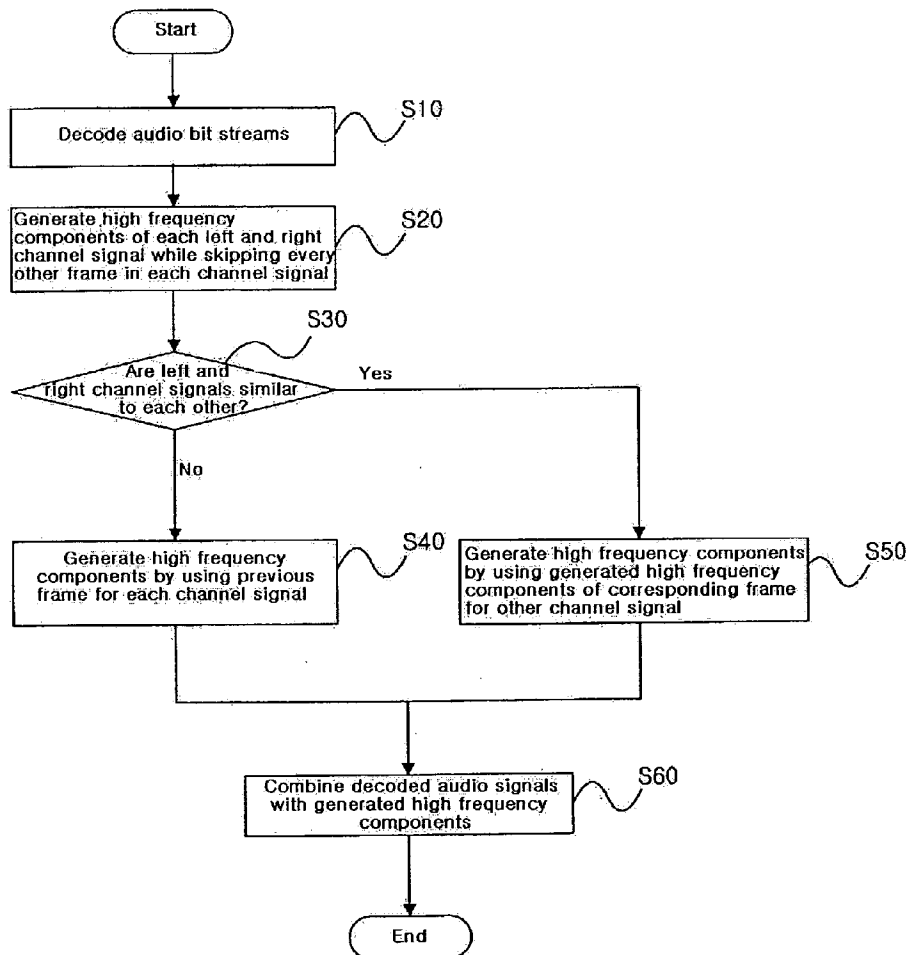 Start
S10
Decode audio bit streams
S20
Generate high frequency
components of each left and right
channel signal while skipping every
other frame in each channel signal
S30
Are left and
right channel signals similar
to each other?
Yes
No
S40
Generate high frequency
components by using previous
frame for each channel signal
S50
Generate high frequency components
by using generated high frequency
components of corresponding frame
for other channel signal
S60
Combine decoded audio signals
with generated high frequency
components
End